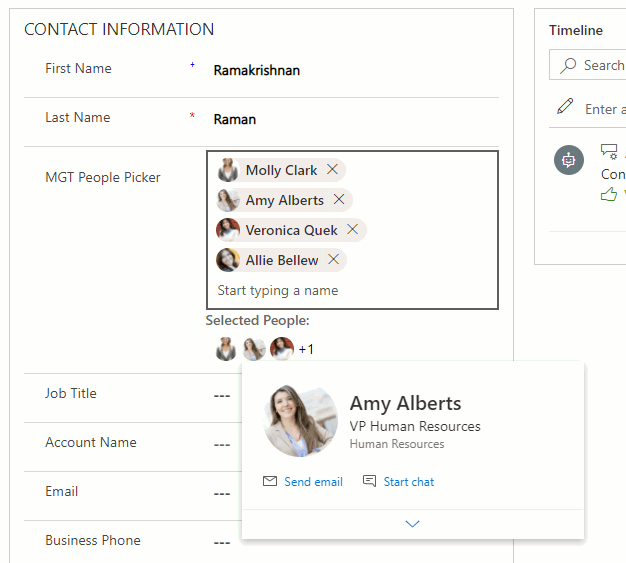 CONTACT INFORMATION
First Name + Ramakrishnan
Last Name * Raman
MGT People Picker
Molly Clark
Amy Alberts
Veronica Quek
Allie Bellew
Start typing a name
Selected People:
+1
Amy Alberts
VP Human Resources
Human Resources
Send email Start chat
Job Title ---
Account Name ---
Email ---
Business Phone ---
Timeline
Search
Enter a
Con